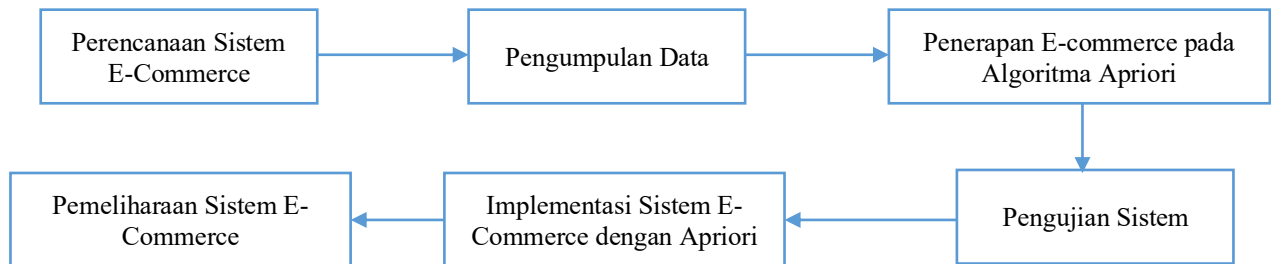 Perencanaan Sistem
E-Commerce
Pengumpulan Data
Penerapan E-commerce pada
Algoritma Apriori
Pengujian Sistem
Implementasi Sistem E-
Commerce dengan Apriori
Pemeliharaan Sistem E-
Commerce